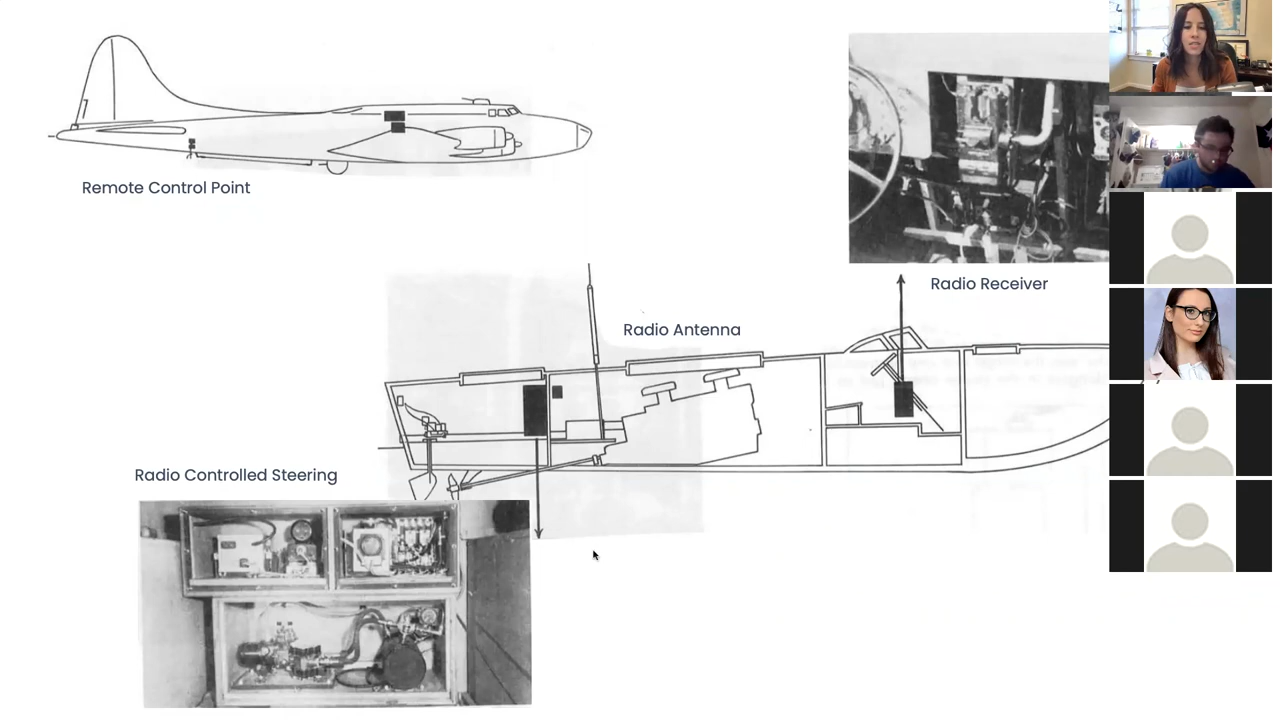 Remote Control Point
Radio Receiver
Radio Antenna
Radio Controlled Steering